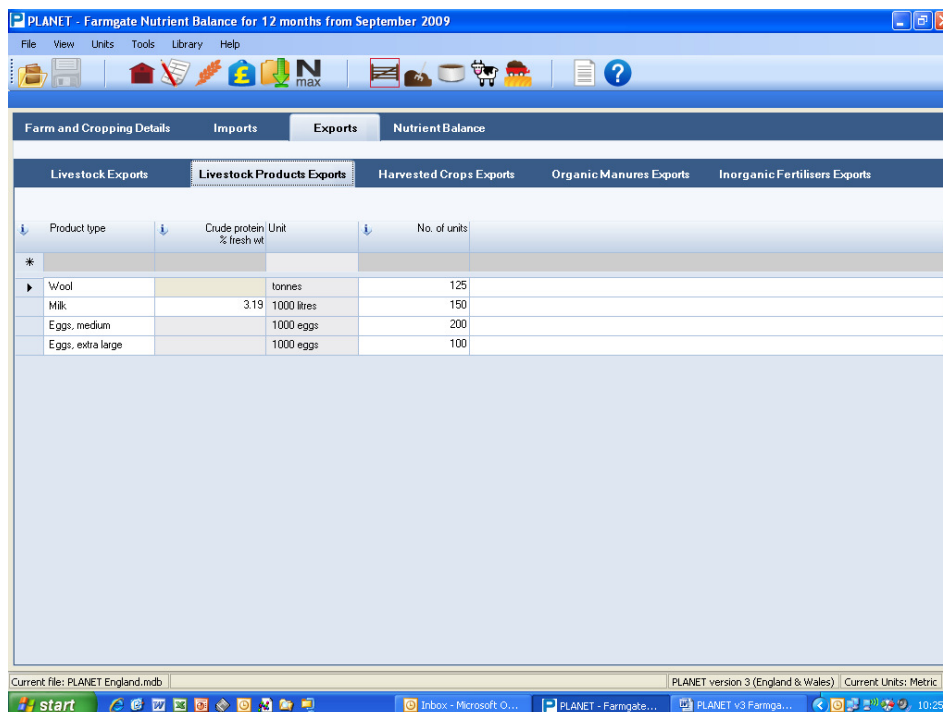 PLANET - Farmgate Nutrient Balance for 12 months from September 2009
File View Units Tools Library Help
N max
Farm and Cropping Details Imports Exports Nutrient Balance
Livestock Exports Livestock Products Exports Harvested Crops Exports Organic Manures Exports Inorganic Fertilisers Exports
Product type Crude protein Unit No. of units
% fresh wt
Wool tonnes 125
Milk 3.19 1000 litres 150
Eggs, medium 1000 eggs 200
Eggs, extra large 1000 eggs 100
Current file: PLANET England.mdb PLANET version 3 (England & Wales) Current Units: Metric
start Inbox - Microsoft O... PLANET - Farmgate... PLANET v3 Farmga... 10:25